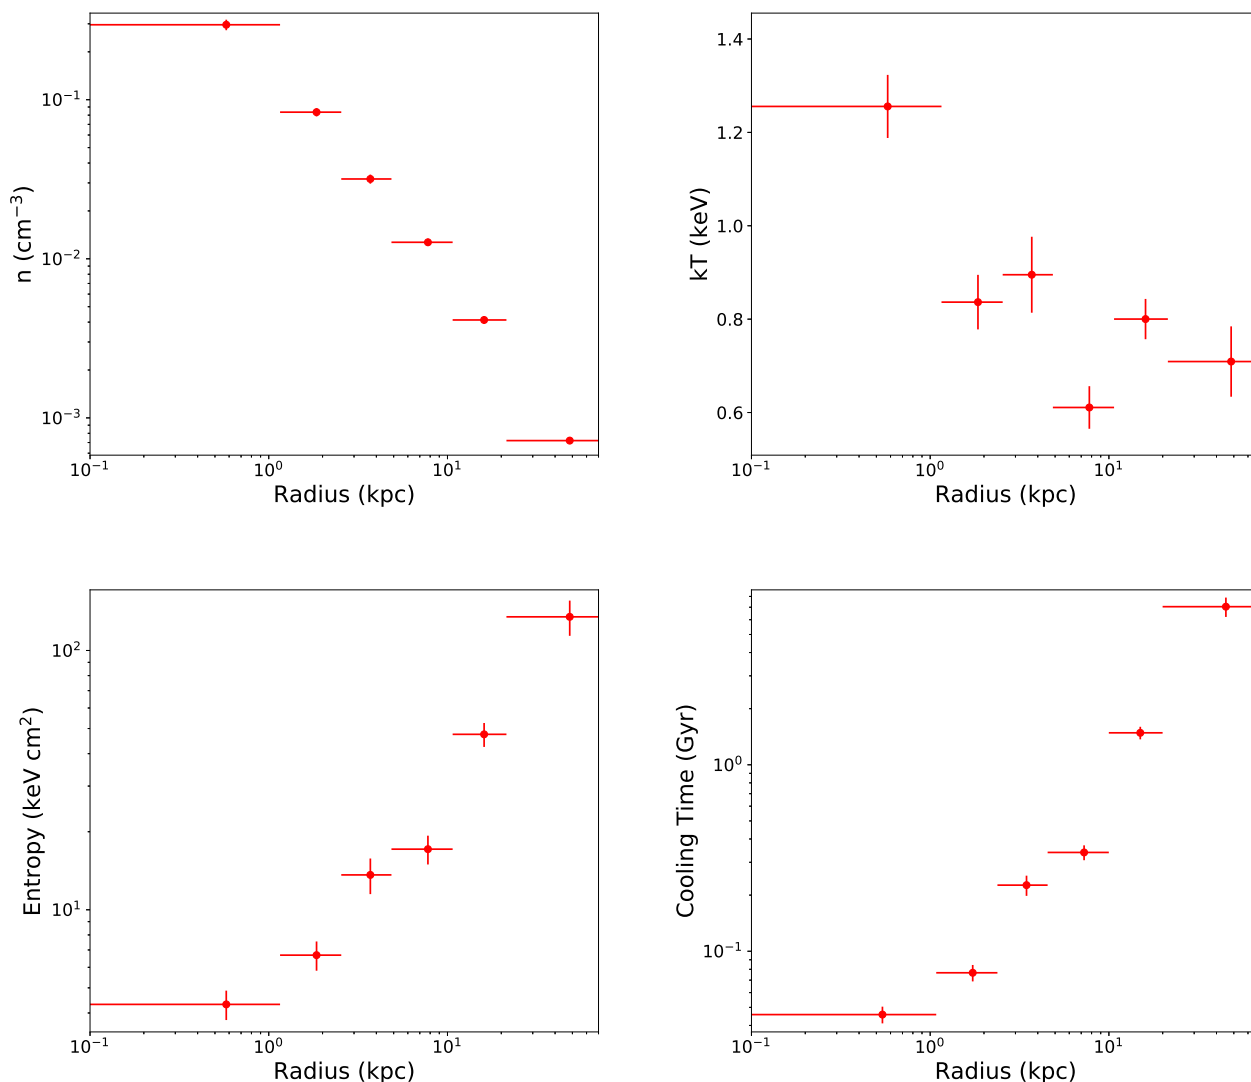 10⁻¹
10⁻²
10⁻³
n (cm⁻³)
10⁻¹ 10⁰ 10¹
Radius (kpc)
1.4
1.2
1.0
0.8
0.6
kT (keV)
10⁻¹ 10⁰ 10¹
Radius (kpc)
10²
10¹
Entropy (keV cm²)
10⁻¹ 10⁰ 10¹
Radius (kpc)
10⁰
10⁻¹
Cooling Time (Gyr)
10⁻¹ 10⁰ 10¹
Radius (kpc)